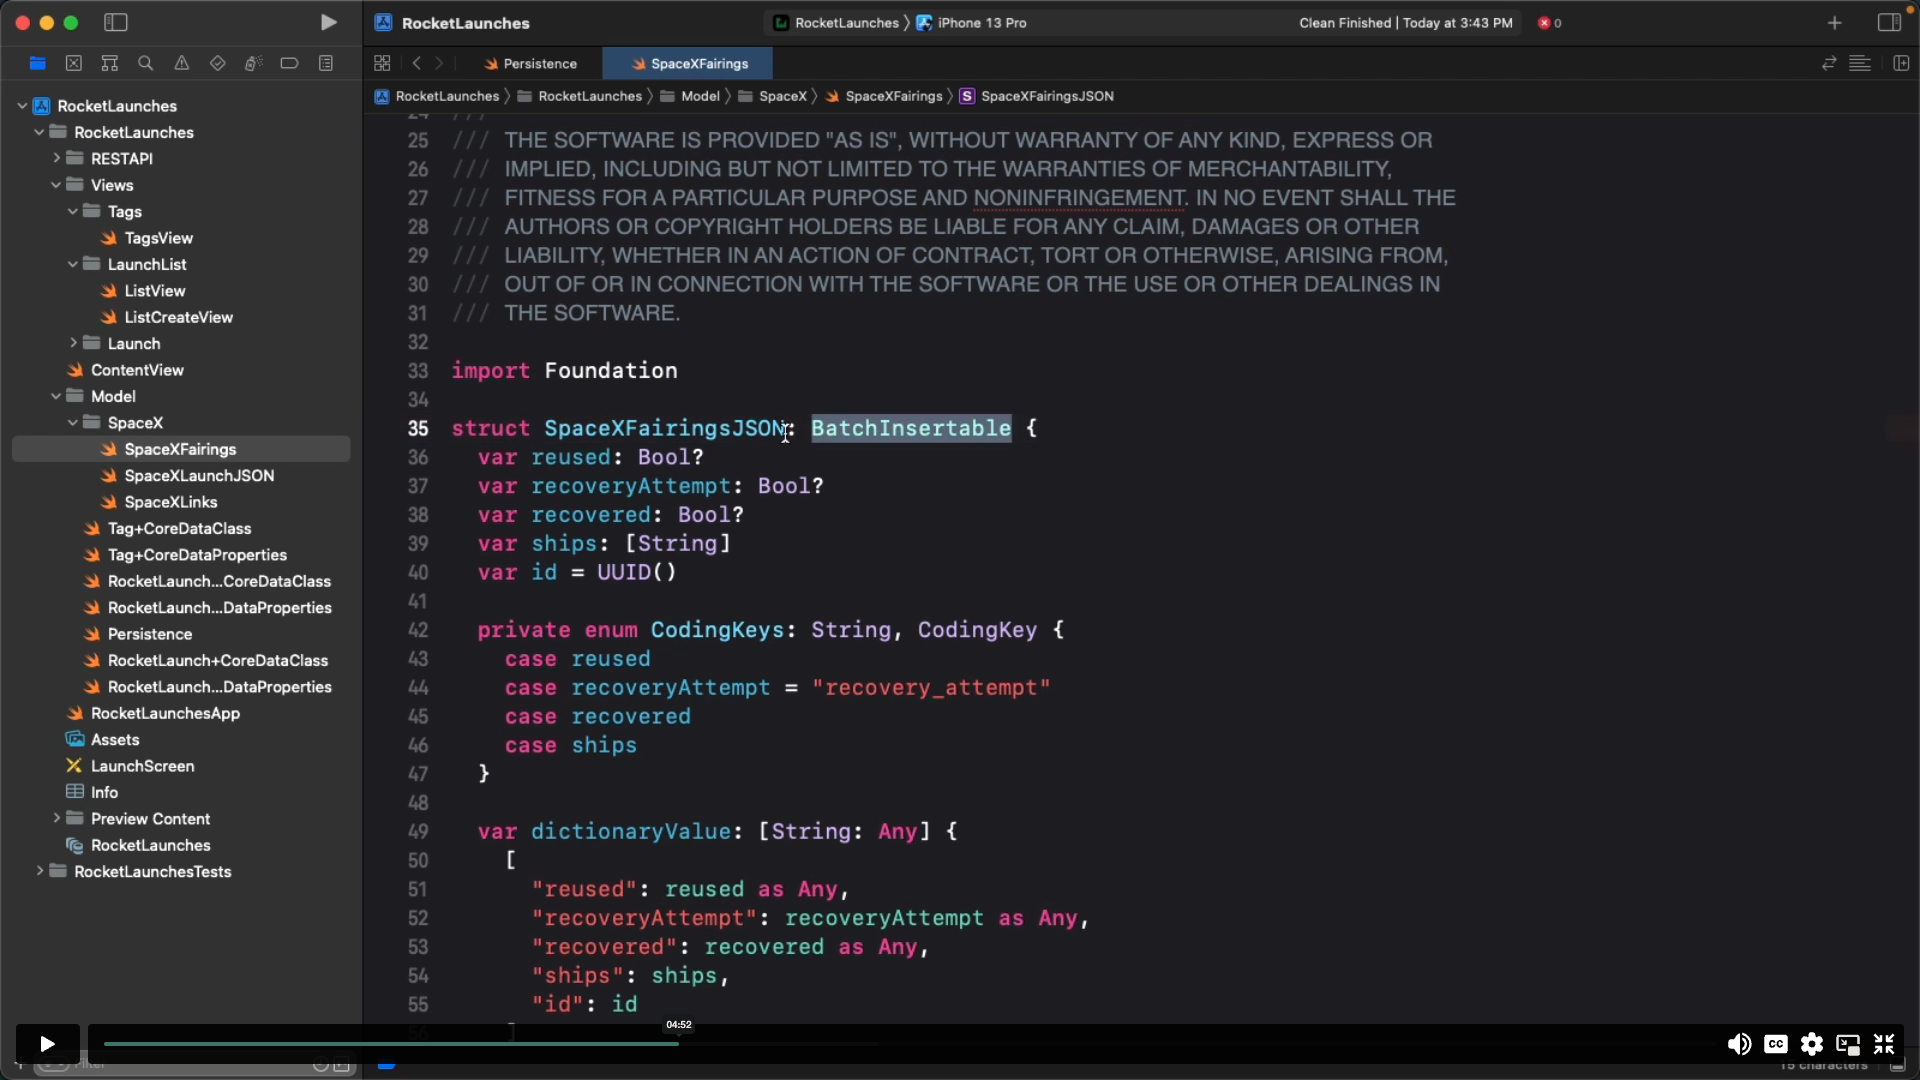 RocketLaunches
RocketLaunches
iPhone 13 Pro
Clean Finished | Today at 3:43 PM
0
Persistence
SpaceXFairings
RocketLaunches
RocketLaunches
Model
SpaceX
SpaceXFairings
S
SpaceXFairingsJSON
RocketLaunches
RocketLaunches
RESTAPI
Views
Tags
TagsView
LaunchList
ListView
ListCreateView
Launch
ContentView
Model
SpaceX
SpaceXFairings
SpaceXLaunchJSON
SpaceXLinks
Tag+CoreDataClass
Tag+CoreDataProperties
RocketLaunch...CoreDataClass
RocketLaunch...DataProperties
Persistence
RocketLaunch+CoreDataClass
RocketLaunch...DataProperties
RocketLaunchesApp
Assets
LaunchScreen
Info
Preview Content
RocketLaunches
RocketLaunchesTests
24 ///
25 /// THE SOFTWARE IS PROVIDED "AS IS", WITHOUT WARRANTY OF ANY KIND, EXPRESS OR
26 /// IMPLIED, INCLUDING BUT NOT LIMITED TO THE WARRANTIES OF MERCHANTABILITY,
27 /// FITNESS FOR A PARTICULAR PURPOSE AND NONINFRINGEMENT. IN NO EVENT SHALL THE
28 /// AUTHORS OR COPYRIGHT HOLDERS BE LIABLE FOR ANY CLAIM, DAMAGES OR OTHER
29 /// LIABILITY, WHETHER IN AN ACTION OF CONTRACT, TORT OR OTHERWISE, ARISING FROM,
30 /// OUT OF OR IN CONNECTION WITH THE SOFTWARE OR THE USE OR OTHER DEALINGS IN
31 /// THE SOFTWARE.
32
33 import Foundation
34
35 struct SpaceXFairingsJSON: BatchInsertable {
36 var reused: Bool?
37 var recoveryAttempt: Bool?
38 var recovered: Bool?
39 var ships: [String]
40 var id = UUID()
41
42 private enum CodingKeys: String, CodingKey {
43 case reused
44 case recoveryAttempt = "recovery_attempt"
45 case recovered
46 case ships
47 }
48
49 var dictionaryValue: [String: Any] {
50 [
51 "reused": reused as Any,
52 "recoveryAttempt": recoveryAttempt as Any,
53 "recovered": recovered as Any,
54 "ships": ships,
55 "id": id
56 ]
04:52
CC
Filter
15 characters